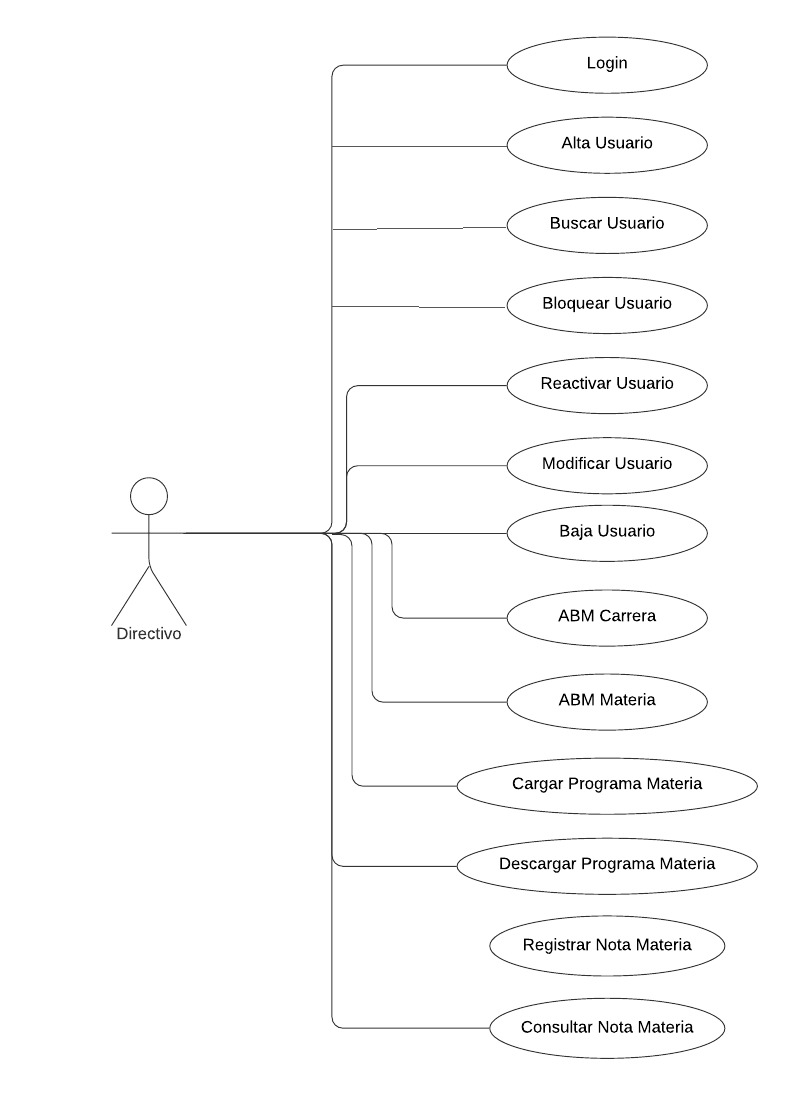 Login
Alta Usuario
Buscar Usuario
Bloquear Usuario
Reactivar Usuario
Modificar Usuario
Baja Usuario
ABM Carrera
Directivo
ABM Materia
Cargar Programa Materia
Descargar Programa Materia
Registrar Nota Materia
Consultar Nota Materia